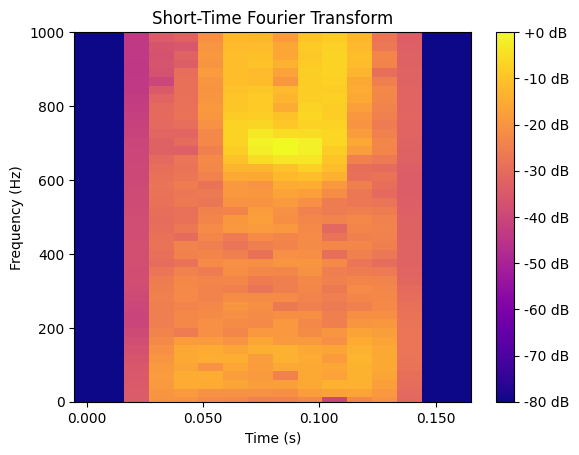 Short-Time Fourier Transform
Frequency (Hz)
1000
800
600
400
200
0
0.000
0.050
0.100
0.150
Time (s)
+0 dB
-10 dB
-20 dB
-30 dB
-40 dB
-50 dB
-60 dB
-70 dB
-80 dB